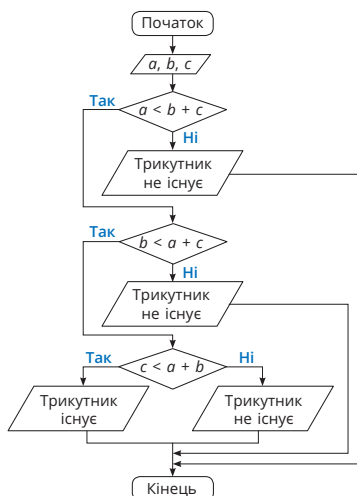 Початок
a, b, c
Так
a < b + c
Ні
Трикутник
не існує
Так
b < a + c
Ні
Трикутник
не існує
Так
c < a + b
Ні
Трикутник
існує
Трикутник
не існує
Кінець